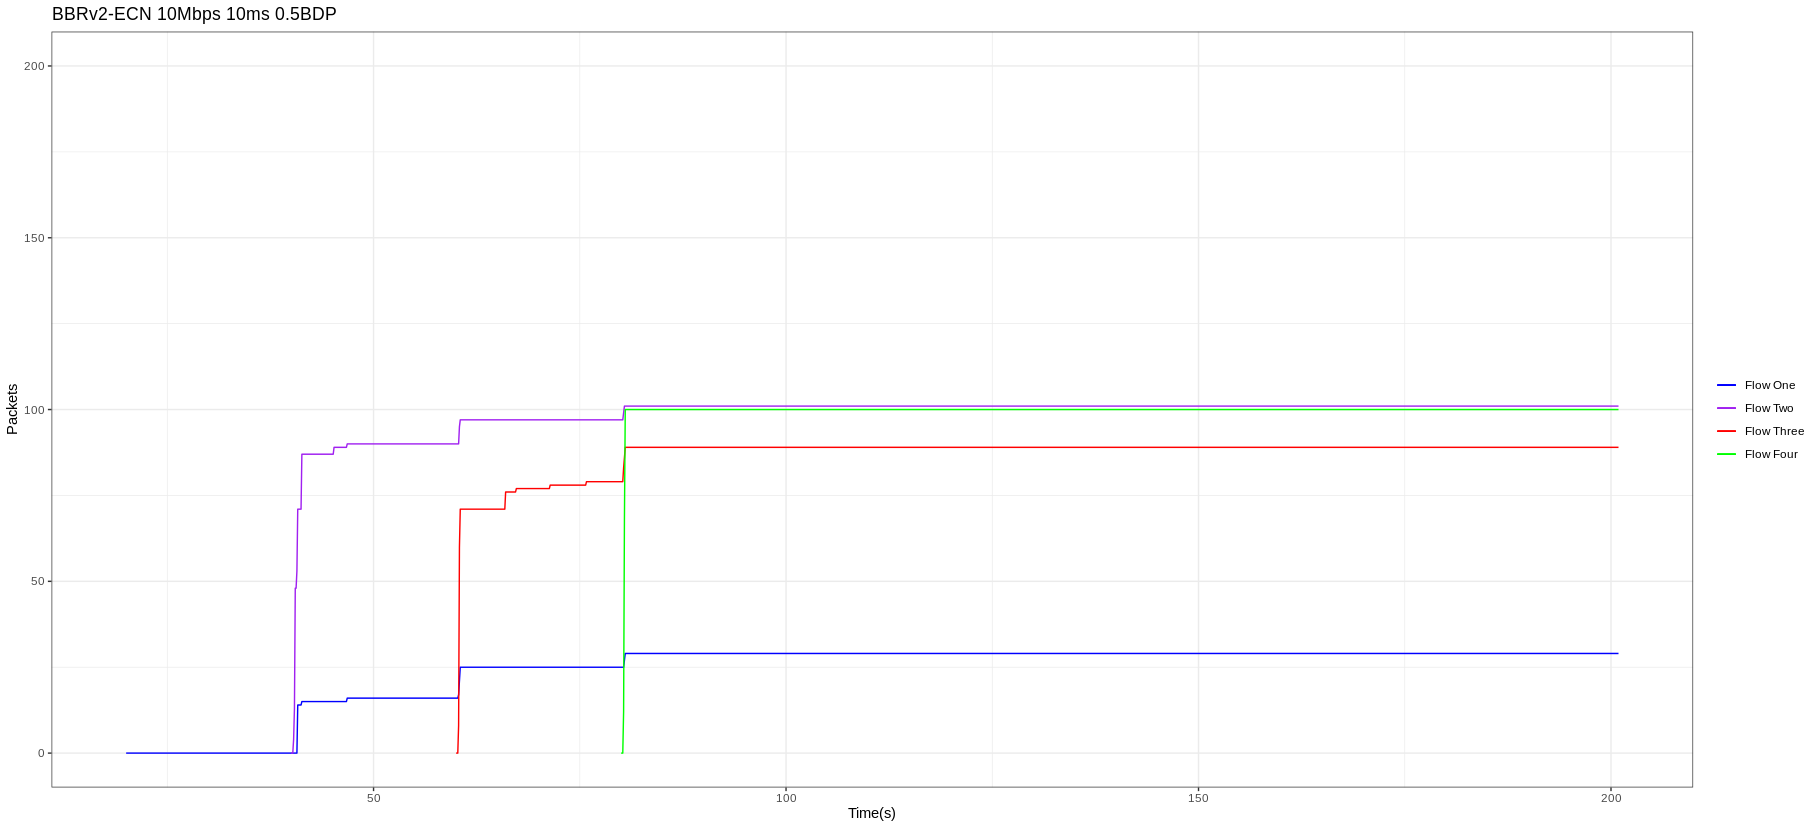 BBRv2-ECN 10Mbps 10ms 0.5BDP
Packets
200
150
100
50
0
50
100
150
200
Time(s)
Flow One
Flow Two
Flow Three
Flow Four